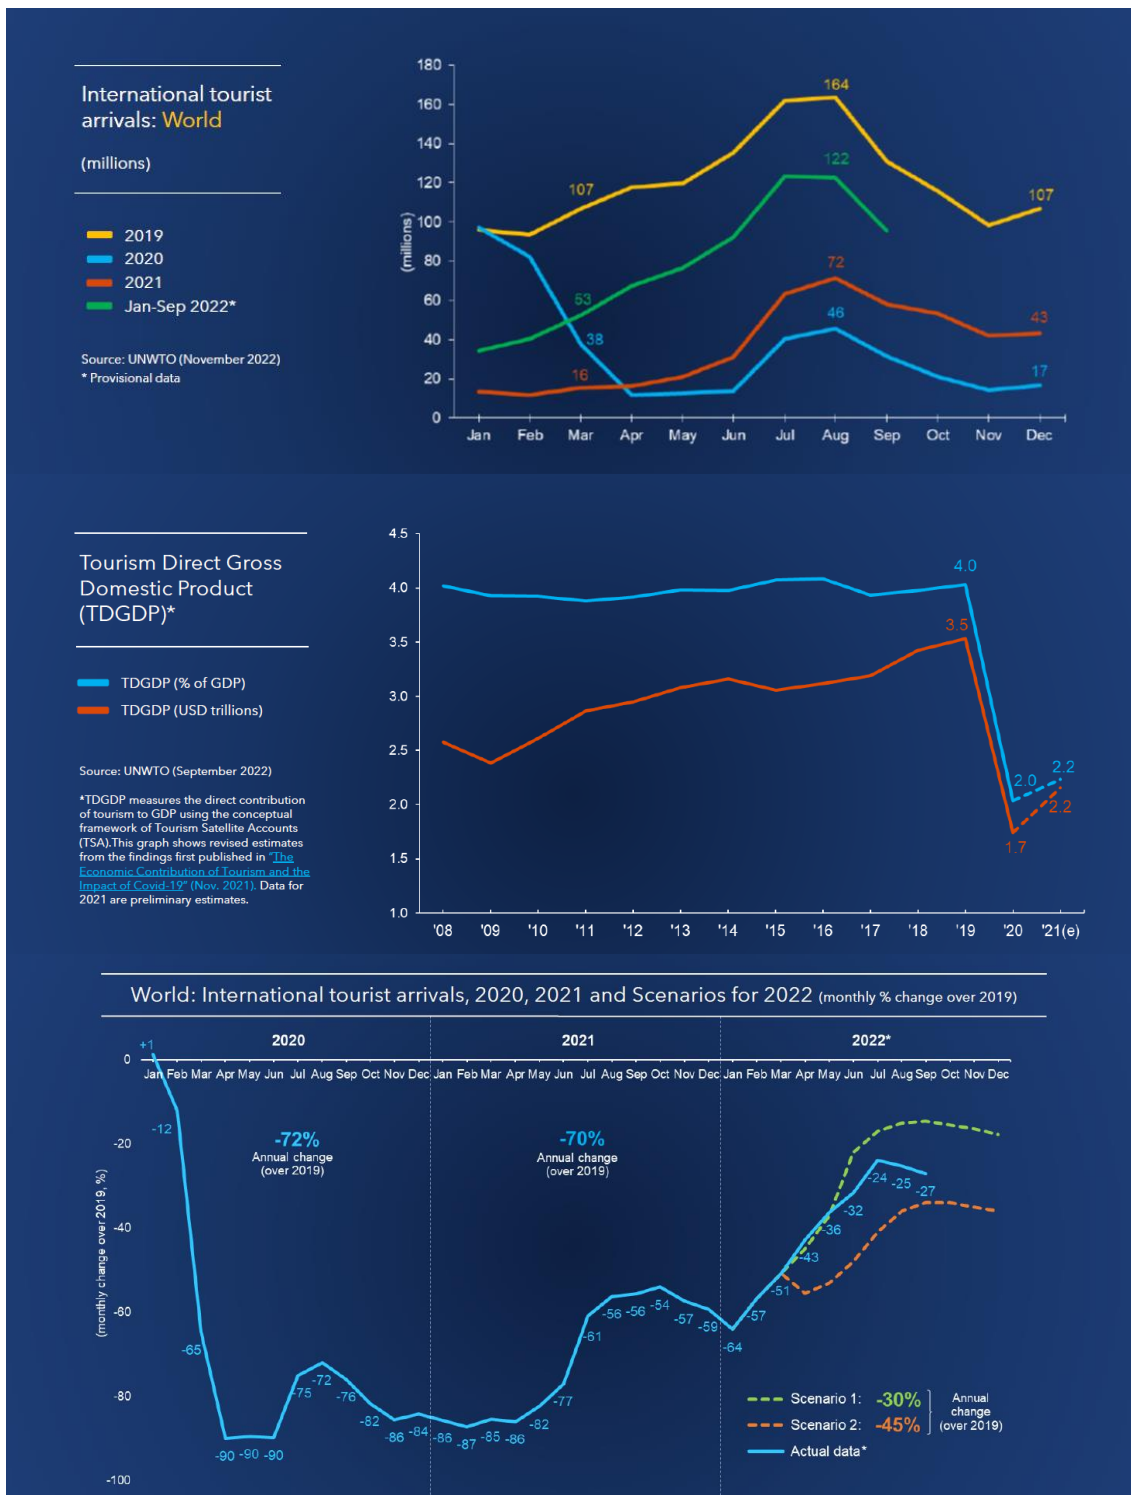 International tourist
arrivals: World
(millions)
2019
2020
2021
Jan-Sep 2022*
Source: UNWTO (November 2022)
* Provisional data
(millions)
180
160
140
120
100
80
60
40
20
0
164
122
107
107
72
53
46
43
38
16
17
Jan Feb Mar Apr May Jun Jul Aug Sep Oct Nov Dec
Tourism Direct Gross
Domestic Product
(TDGDP)*
TDGDP (% of GDP)
TDGDP (USD trillions)
Source: UNWTO (September 2022)
*TDGDP measures the direct contribution
of tourism to GDP using the conceptual
framework of Tourism Satellite Accounts
(TSA).This graph shows revised estimates
from the findings first published in "The
Economic Contribution of Tourism and the
Impact of Covid-19" (Nov. 2021). Data for
2021 are preliminary estimates.
4.5
4.0
3.5
3.0
2.5
2.0
1.5
1.0
4.0
3.5
2.0
2.2
2.2
1.7
'08 '09 '10 '11 '12 '13 '14 '15 '16 '17 '18 '19 '20 '21(e)
World: International tourist arrivals, 2020, 2021 and Scenarios for 2022 (monthly % change over 2019)
2020 2021 2022*
+1
0
Jan Feb Mar Apr May Jun Jul Aug Sep Oct Nov Dec Jan Feb Mar Apr May Jun Jul Aug Sep Oct Nov Dec Jan Feb Mar Apr May Jun Jul Aug Sep Oct Nov Dec
(monthly change over 2019, %)
-20
-40
-60
-80
-100
-72%
Annual change
(over 2019)
-70%
Annual change
(over 2019)
-12
-65
-90 -90 -90
-75
-72
-76
-82
-86
-84
-86
-87
-85
-86
-82
-77
-61
-56 -56 -54
-57
-59
-64
-57
-51
-43
-36
-32
-24
-25
-27
Scenario 1: -30%
Scenario 2: -45%
Annual
change
(over 2019)
Actual data*